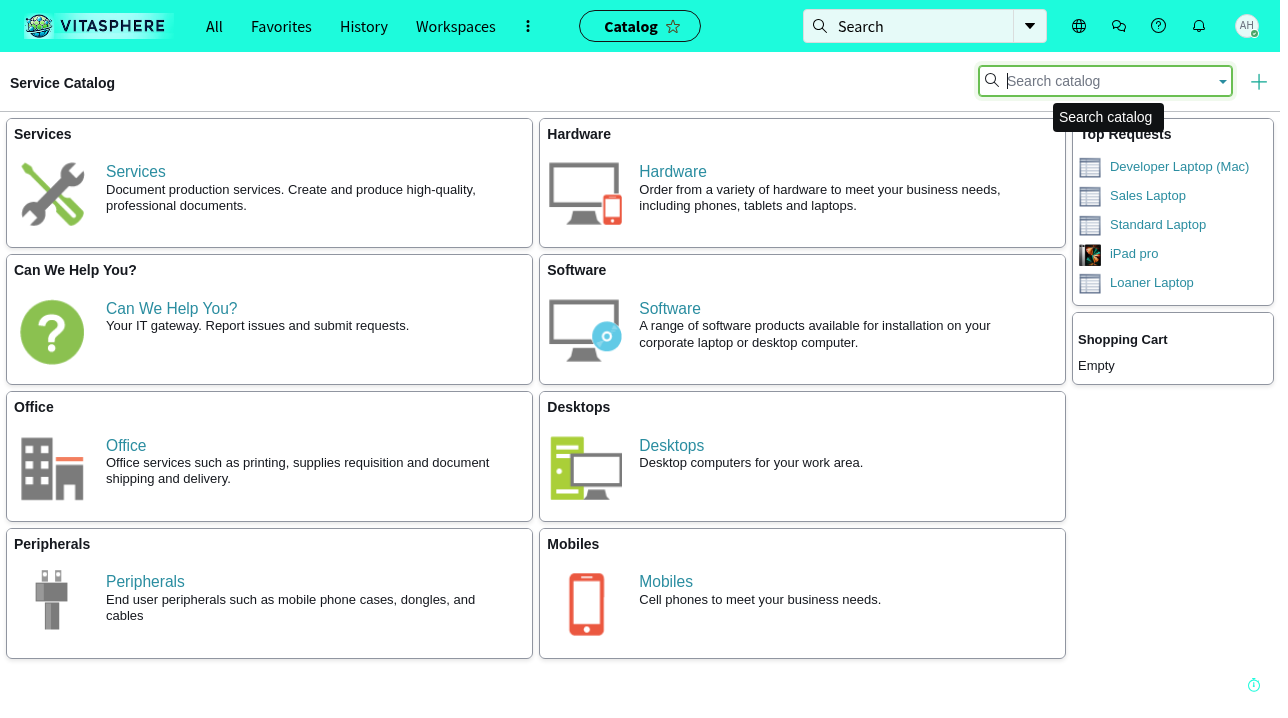 VITASPHERE
All
Favorites
History
Workspaces
Catalog
Search
AH
Service Catalog
Search catalog
Search catalog
Services
Services
Document production services. Create and produce high-quality,
professional documents.
Hardware
Hardware
Order from a variety of hardware to meet your business needs,
including phones, tablets and laptops.
Top Requests
Developer Laptop (Mac)
Sales Laptop
Standard Laptop
iPad pro
Loaner Laptop
Can We Help You?
Can We Help You?
Your IT gateway. Report issues and submit requests.
Software
Software
A range of software products available for installation on your
corporate laptop or desktop computer.
Shopping Cart
Empty
Office
Office
Office services such as printing, supplies requisition and document
shipping and delivery.
Desktops
Desktops
Desktop computers for your work area.
Peripherals
Peripherals
End user peripherals such as mobile phone cases, dongles, and
cables
Mobiles
Mobiles
Cell phones to meet your business needs.